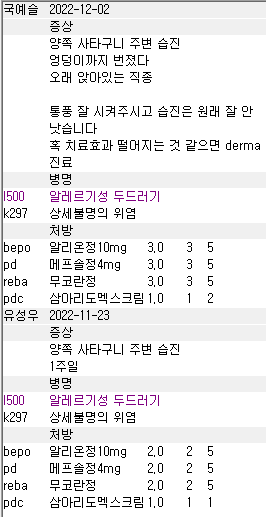 국예슬 2022-12-02
증상
양쪽 사타구니 주변 습진
엉덩이까지 번졌다
오래 앉아있는 직종
통풍 잘 시켜주시고 습진은 원래 잘 안
낫습니다
혹 치료효과 떨어지는 것 같으면 derma
진료
병명
l500 알레르기성 두드러기
k297 상세불명의 위염
처방
bepo 알리온정10mg 3.0 3 5
pd 메프솔정4mg 3.0 3 5
reba 무코란정 3.0 3 5
pdc 삼아리도멕스크림 1.0 1 2
유성우 2022-11-23
증상
양쪽 사타구니 주변 습진
1주일
병명
l500 알레르기성 두드러기
k297 상세불명의 위염
처방
bepo 알리온정10mg 2.0 2 5
pd 메프솔정4mg 2.0 2 5
reba 무코란정 2.0 2 5
pdc 삼아리도멕스크림 1.0 1 1